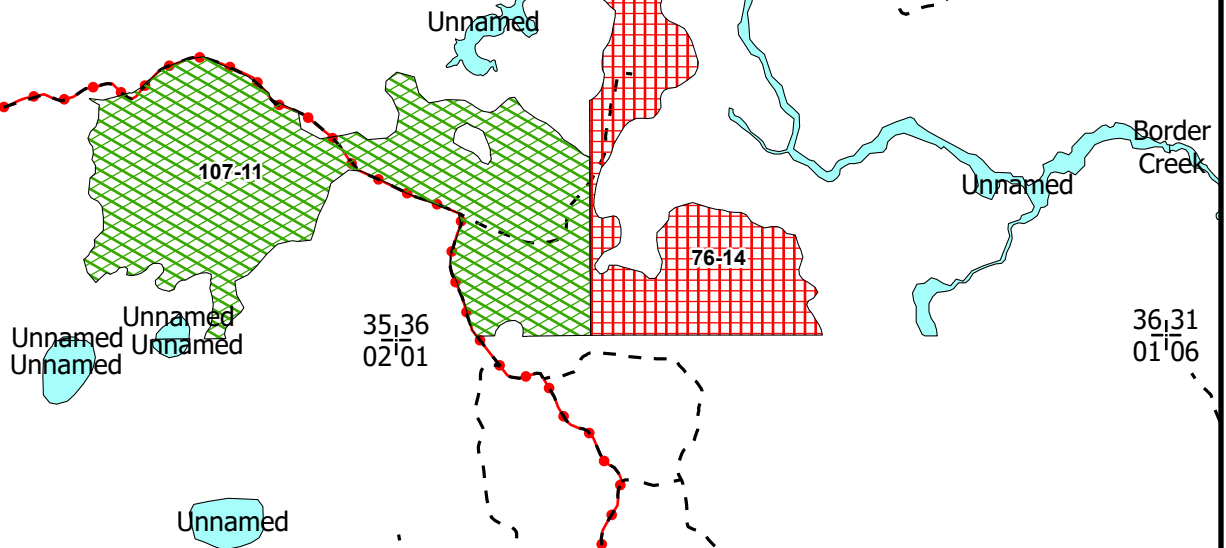 Unnamed
Border
Creek
107-11
Unnamed
76-14
Unnamed
Unnamed
Unnamed
Unnamed
35 36
02 01
36 31
01 06
Unnamed